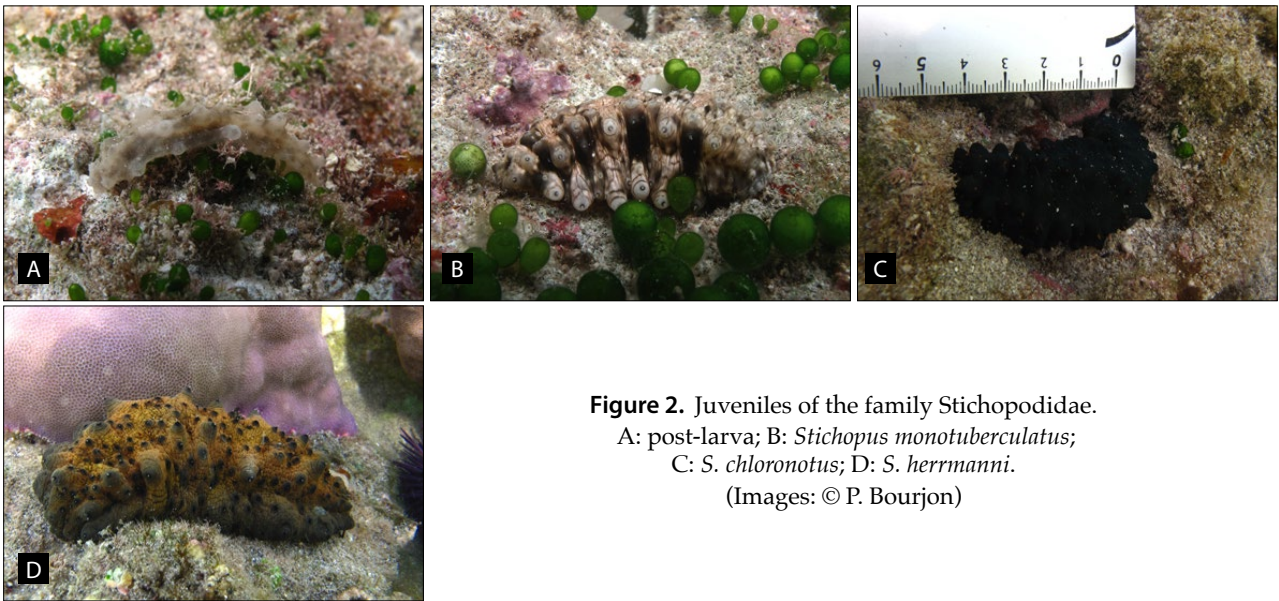 6 5 4 3 2 1 0
A
B
C
D
Figure 2. Juveniles of the family Stichopodidae.
A: post-larva; B: Stichopus monotuberculatus;
C: S. chloronotus; D: S. herrmanni.
(Images: © P. Bourjon)